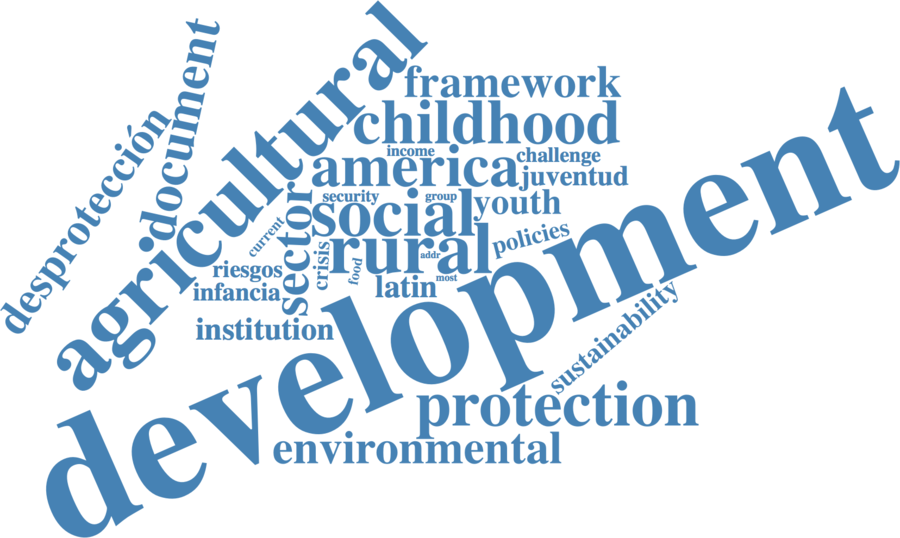 desprotección
document
agricultural
framework
childhood
income
america
challenge
juventud
security
group
social
youth
sector
current
rural
addr
policies
crisis
food
most
riesgos
infancia
latin
institution
development
sustainability
protection
environmental